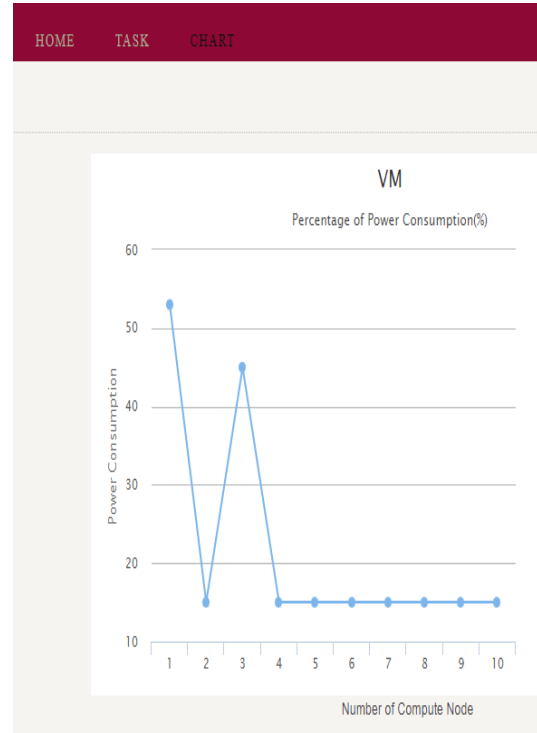 HOME TASK CHART
VM
Percentage of Power Consumption(%)
60
50
40
30
20
10
Power Consumption
1 2 3 4 5 6 7 8 9 10
Number of Compute Node